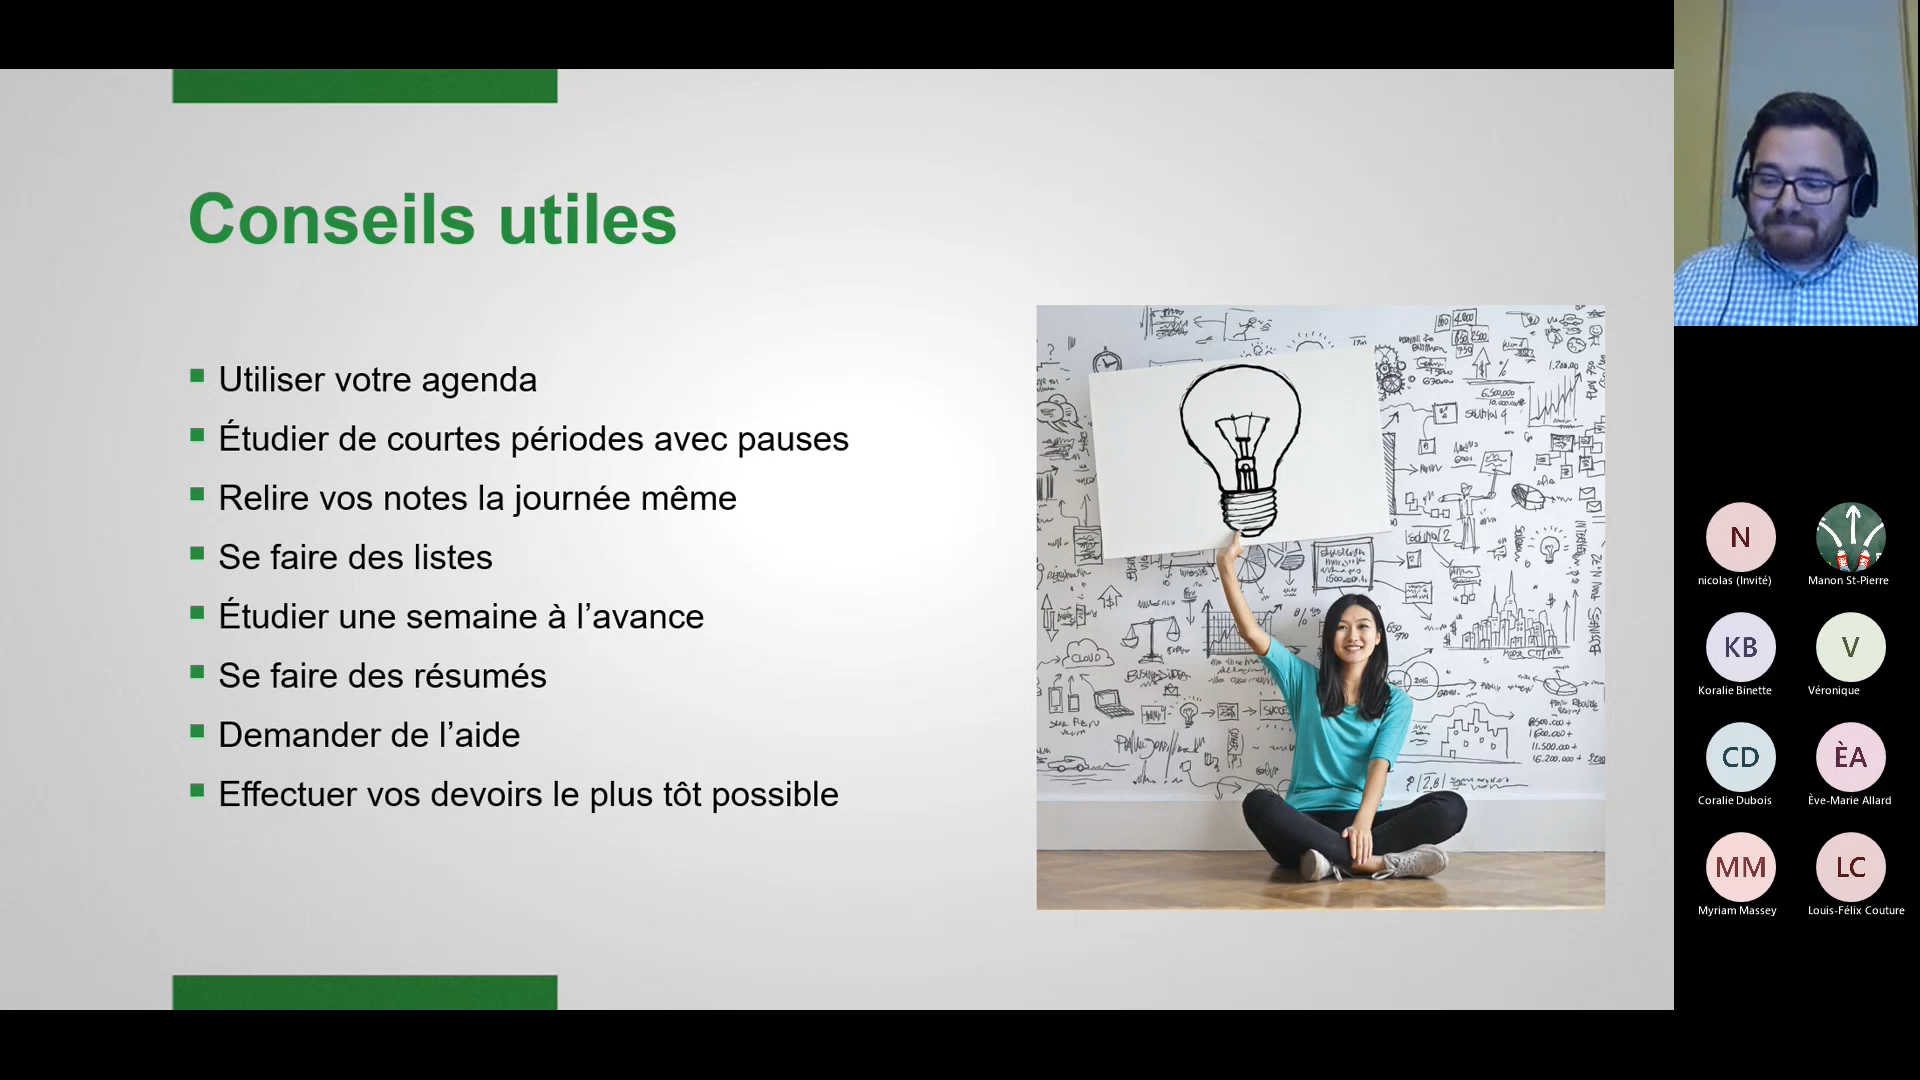 Conseils utiles
Utiliser votre agenda
Étudier de courtes périodes avec pauses
Relire vos notes la journée même
Se faire des listes
Étudier une semaine à l’avance
Se faire des résumés
Demander de l’aide
Effectuer vos devoirs le plus tôt possible
CLOUD
N
nicolas (Invité)
Manon St-Pierre
KB
Koralie Binette
V
Véronique
CD
Coralie Dubois
ÈA
Ève-Marie Allard
MM
Myriam Massey
LC
Louis-Félix Couture